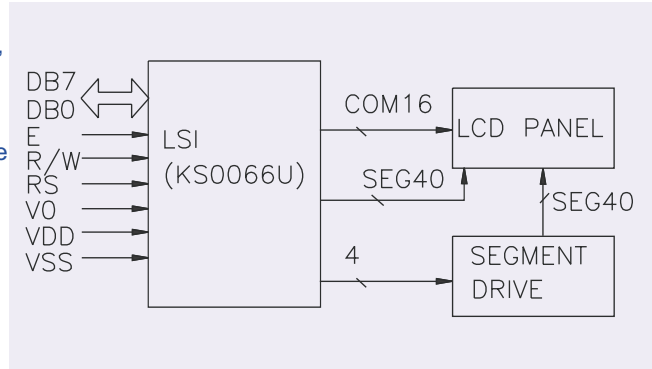 ,
e
DB7
DB0
E
R/W
RS
V0
VDD
VSS
LSI
(KS0066U)
COM16
SEG40
4
LCD PANEL
SEG40
SEGMENT
DRIVE